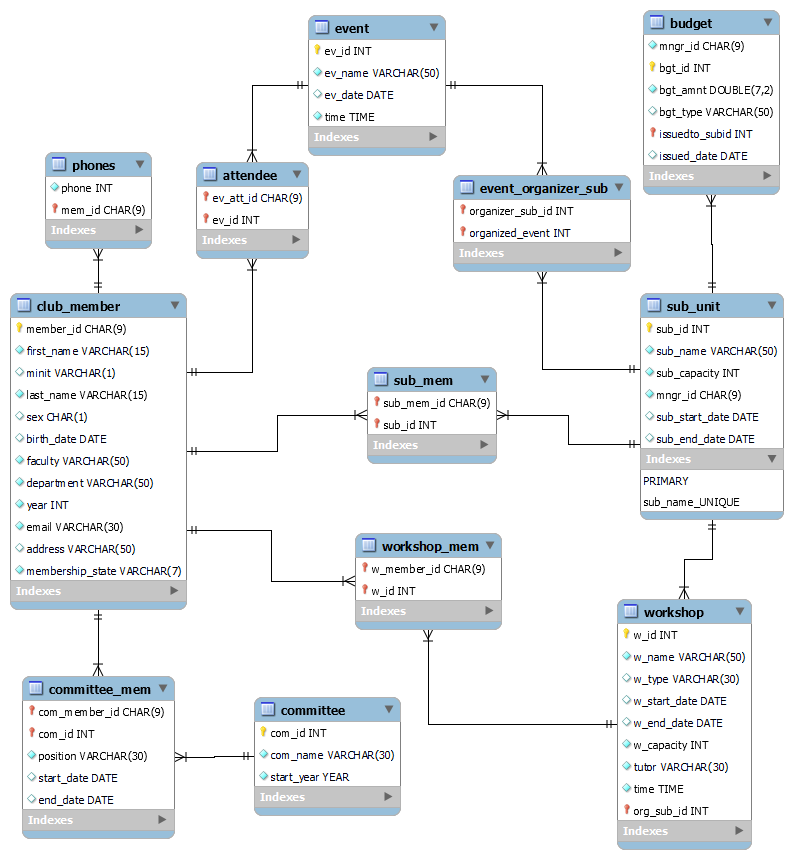 event
ev_id INT
ev_name VARCHAR(50)
ev_date DATE
time TIME
Indexes
budget
mngr_id CHAR(9)
bgt_id INT
bgt_amnt DOUBLE(7,2)
bgt_type VARCHAR(50)
issuedto_subid INT
issued_date DATE
Indexes
phones
phone INT
mem_id CHAR(9)
Indexes
attendee
ev_att_id CHAR(9)
ev_id INT
Indexes
event_organizer_sub
organizer_sub_id INT
organized_event INT
Indexes
club_member
member_id CHAR(9)
first_name VARCHAR(15)
minit VARCHAR(1)
last_name VARCHAR(15)
sex CHAR(1)
birth_date DATE
faculty VARCHAR(50)
department VARCHAR(50)
year INT
email VARCHAR(30)
address VARCHAR(50)
membership_state VARCHAR(7)
Indexes
sub_unit
sub_id INT
sub_name VARCHAR(50)
sub_capacity INT
mngr_id CHAR(9)
sub_start_date DATE
sub_end_date DATE
Indexes
PRIMARY
sub_name_UNIQUE
sub_mem
sub_mem_id CHAR(9)
sub_id INT
Indexes
workshop_mem
w_member_id CHAR(9)
w_id INT
Indexes
workshop
w_id INT
w_name VARCHAR(50)
w_type VARCHAR(30)
w_start_date DATE
w_end_date DATE
w_capacity INT
tutor VARCHAR(30)
time TIME
org_sub_id INT
Indexes
committee_mem
com_member_id CHAR(9)
com_id INT
position VARCHAR(30)
start_date DATE
end_date DATE
Indexes
committee
com_id INT
com_name VARCHAR(30)
start_year YEAR
Indexes